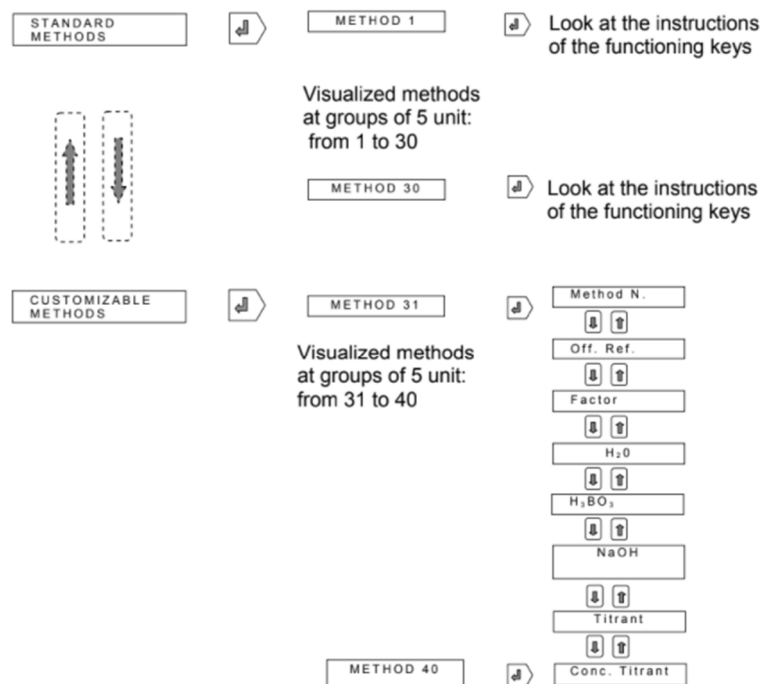 STANDARD
METHODS
METHOD 1
Look at the instructions
of the functioning keys
Visualized methods
at groups of 5 unit:
from 1 to 30
METHOD 30
Look at the instructions
of the functioning keys
CUSTOMIZABLE
METHODS
METHOD 31
Visualized methods
at groups of 5 unit:
from 31 to 40
Method N.
Off. Ref.
Factor
H₂0
H₃BO₃
NaOH
Titrant
METHOD 40
Conc. Titrant